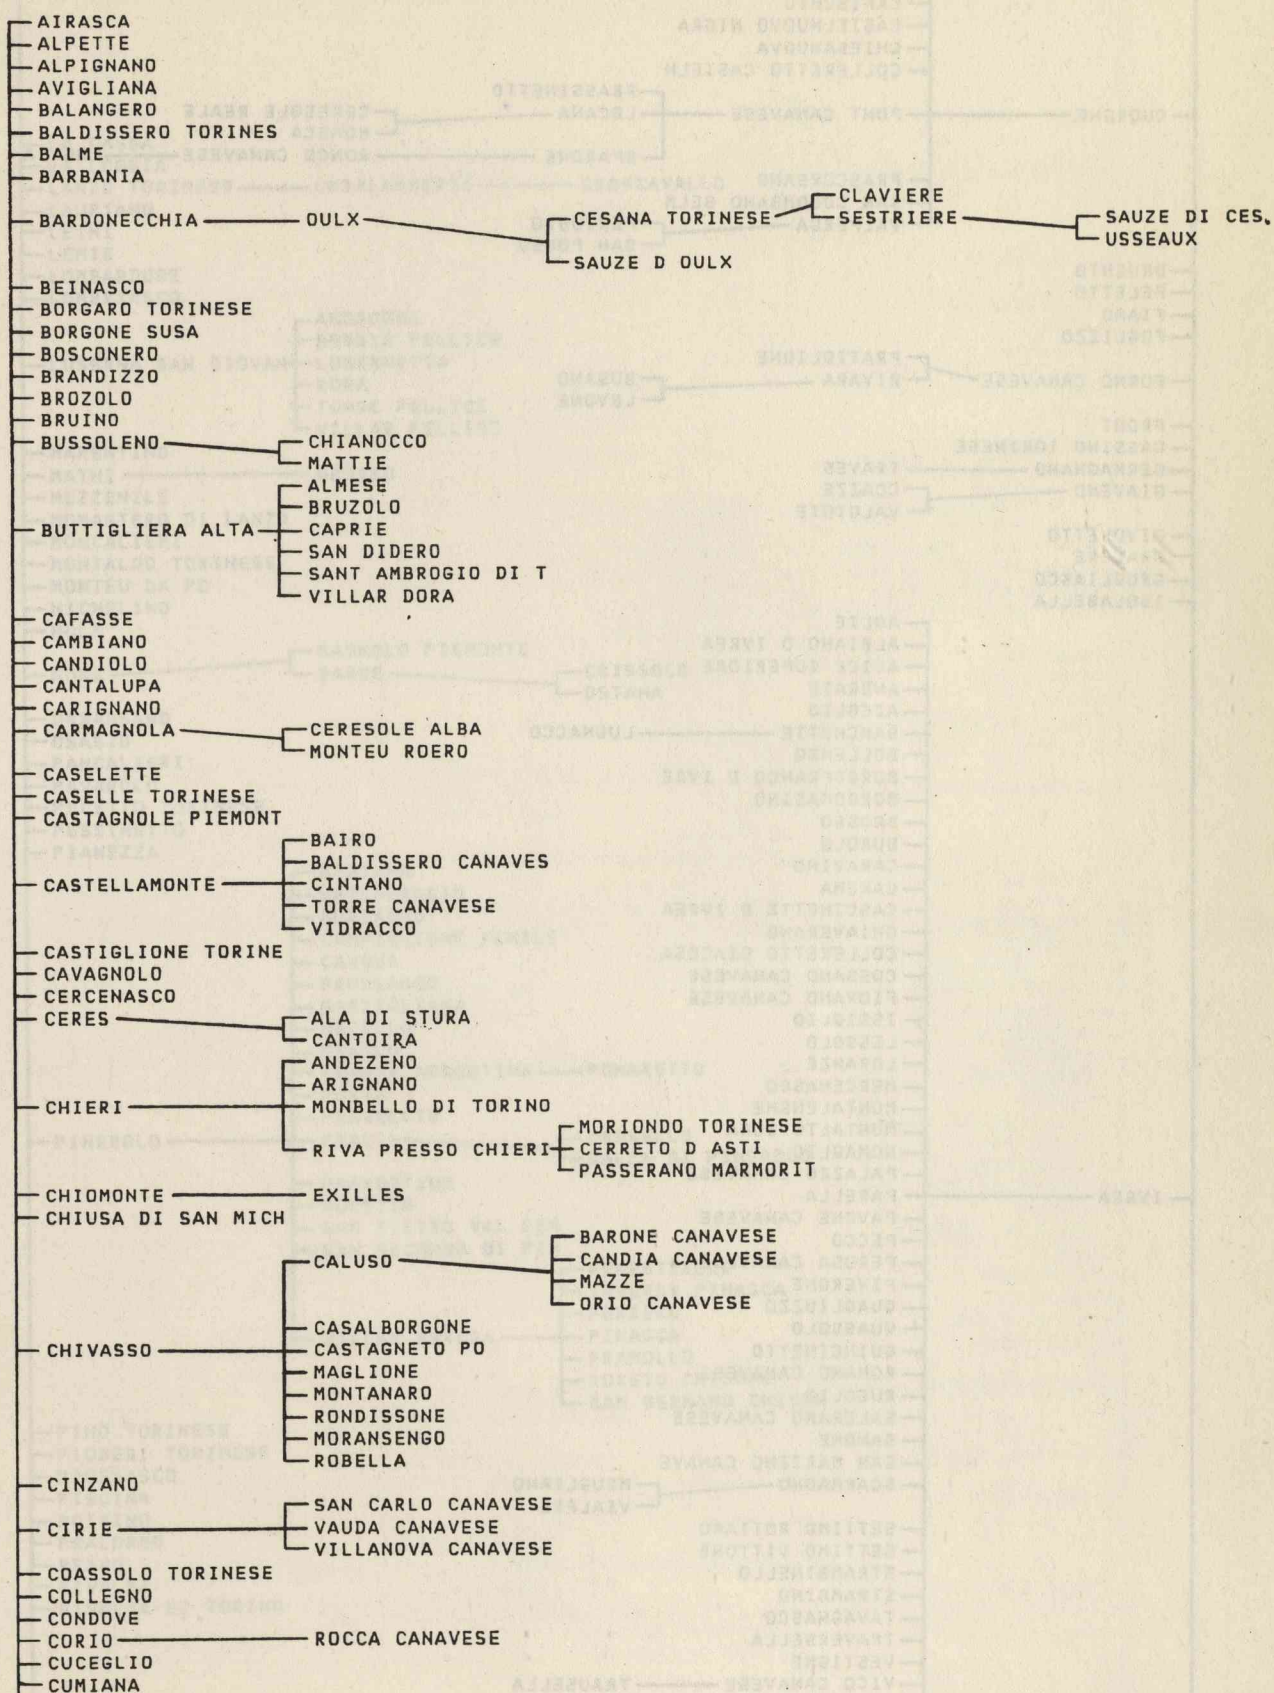 AIRASCA
ALPETTE
ALPIGNANO
AVIGLIANA
BALANGERO
BALDISSERO TORINES
BALME
BARBANIA
CLAVIERE
BARDONECCHIA OULX CESANA TORINESE SESTRIERE SAUZE DI CES.
USSEAUX
SAUZE D OULX
BEINASCO
BORGARO TORINESE
BORGONE SUSA
BOSCONERO
BRANDIZZO
BROZOLO
BRUINO
BUSSOLENO CHIANOCCO
MATTIE
ALMESE
BRUZOLO
BUTTIGLIERA ALTA CAPRIE
SAN DIDERO
SANT AMBROGIO DI T
VILLAR DORA
CAFASSE
CAMBIANO
CANDIOLO
CANTALUPA
CARIGNANO
CARMAGNOLA CERESOLE ALBA
MONTEU ROERO
CASELETTE
CASELLE TORINESE
CASTAGNOLE PIEMONT
BAIRO
BALDISSERO CANAVES
CASTELLAMONTE CINTANO
TORRE CANAVESE
VIDRACCO
CASTIGLIONE TORINE
CAVAGNOLO
CERCENASCO
CERES ALA DI STURA
CANTOIRA
ANDEZENO
ARIGNANO
CHIERI MONBELLO DI TORINO
MORIONDO TORINESE
RIVA PRESSO CHIERI CERRETO D ASTI
PASSERANO MARMORIT
CHIOMONTE EXILLES
CHIUSA DI SAN MICH
BARONE CANAVESE
CALUSO CANDIA CANAVESE
MAZZE
ORIO CANAVESE
CASALBORGONE
CHIVASSO CASTAGNETO PO
MAGLIONE
MONTANARO
RONDISSONE
MORANSENGO
ROBELLA
CINZANO
SAN CARLO CANAVESE
CIRIE VAUDA CANAVESE
VILLANOVA CANAVESE
COASSOLO TORINESE
COLLEGNO
CONDOVE
CORIO ROCCA CANAVESE
CUCEGLIO
CUMIANA